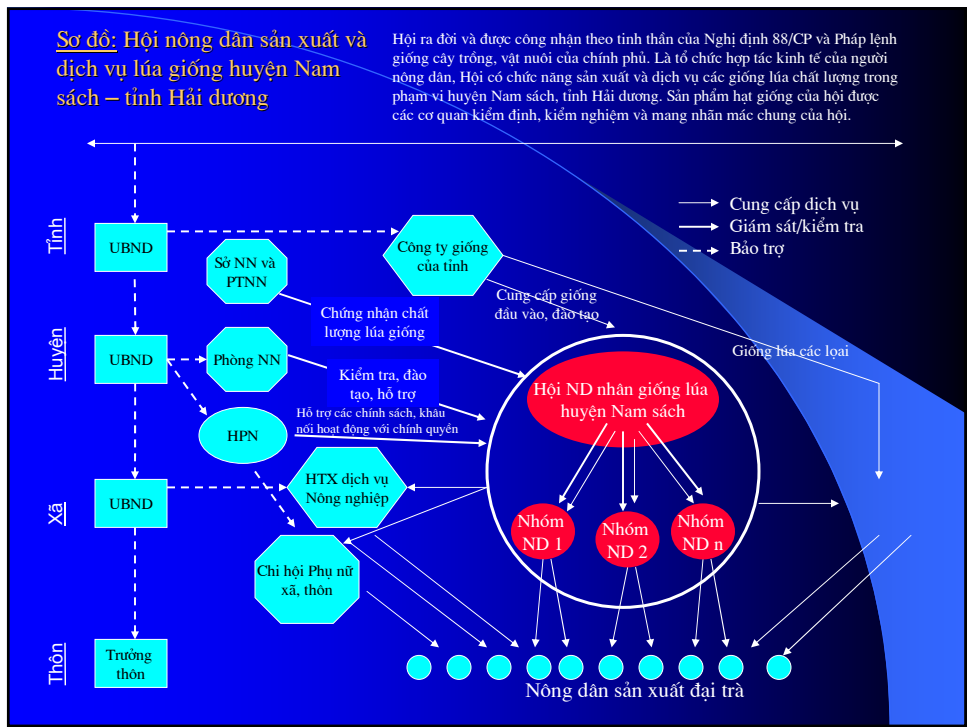 Sơ đồ: Hội nông dân sản xuất và
dịch vụ lúa giống huyện Nam
sách – tỉnh Hải dương
Hội ra đời và được công nhận theo tinh thần của Nghị định 88/CP và Pháp lệnh
giống cây trồng, vật nuôi của chính phủ. Là tổ chức hợp tác kinh tế của người
nông dân, Hội có chức năng sản xuất và dịch vụ các giống lúa chất lượng trong
phạm vi huyện Nam sách, tỉnh Hải dương. Sản phẩm hạt giống của hội được
các cơ quan kiểm định, kiểm nghiệm và mang nhãn mác chung của hội.
Cung cấp dịch vụ
Giám sát/kiểm tra
Bảo trợ
Tỉnh
UBND
Sở NN và
PTNN
Công ty giống
của tỉnh
Cung cấp giống
đầu vào, đào tạo
Chứng nhận chất
lượng lúa giống
Giống lúa các lọai
Huyện
UBND
Phòng NN
Kiểm tra, đào
tạo, hỗ trợ
Hỗ trợ các chính sách, khâu
nối hoạt động với chính quyền
HPN
Hội ND nhân giống lúa
huyện Nam sách
Xã
UBND
HTX dịch vụ
Nông nghiệp
Nhóm
ND 1
Nhóm
ND 2
Nhóm
ND n
Chi hội Phụ nữ
xã, thôn
Thôn
Trưởng
thôn
Nông dân sản xuất đại trà